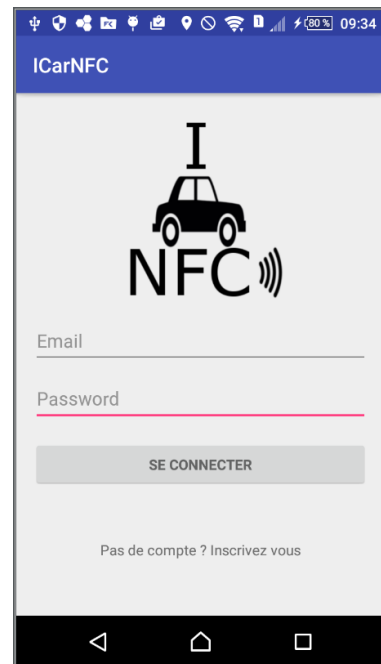 80 % 09:34
ICarNFC
I
NFC
Email
Password
SE CONNECTER
Pas de compte ? Inscrivez vous